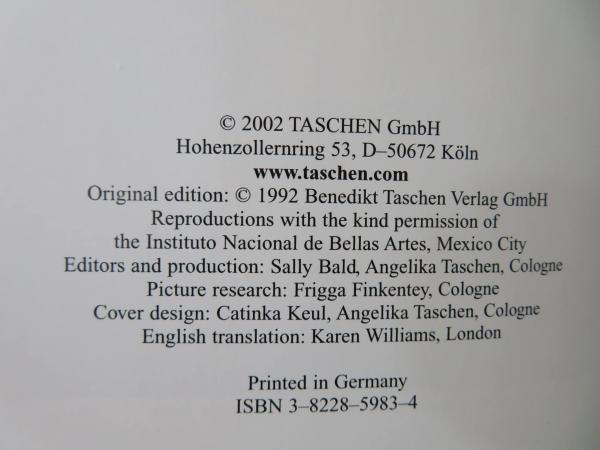 © 2002 TASCHEN GmbH
Hohenzollernring 53, D–50672 Köln
www.taschen.com
Original edition: © 1992 Benedikt Taschen Verlag GmbH
Reproductions with the kind permission of
the Instituto Nacional de Bellas Artes, Mexico City
Editors and production: Sally Bald, Angelika Taschen, Cologne
Picture research: Frigga Finkentey, Cologne
Cover design: Catinka Keul, Angelika Taschen, Cologne
English translation: Karen Williams, London
Printed in Germany
ISBN 3–8228–5983–4